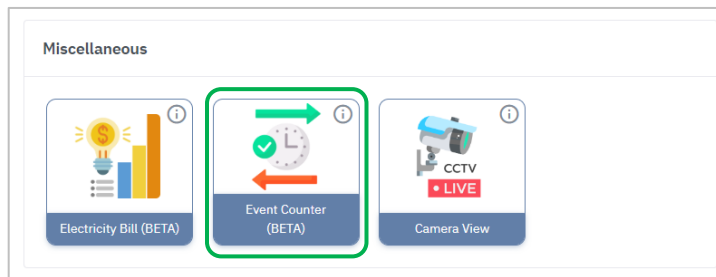 Miscellaneous
CCTV
LIVE
Electricity Bill (BETA)
Event Counter
(BETA)
Camera View